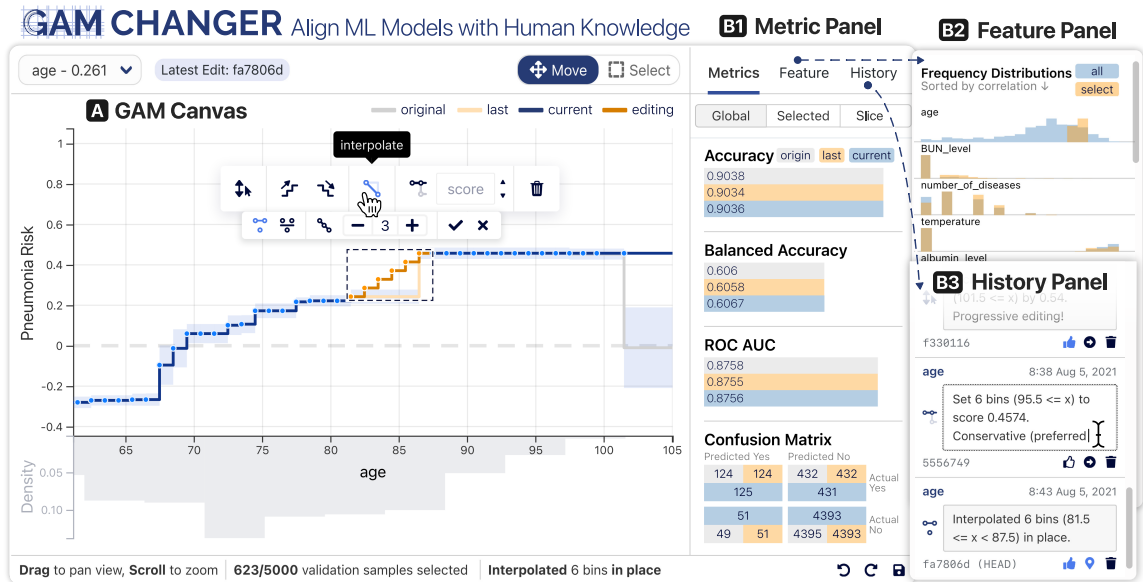 GAM CHANGER Align ML Models with Human Knowledge
B1 Metric Panel
B2 Feature Panel
age - 0.261
Latest Edit: fa7806d
Move
Select
A GAM Canvas
original
last
current
editing
interpolate
score
3
Pneumonia Risk
1
0.8
0.6
0.4
0.2
0
-0.2
-0.4
65
70
75
80
85
90
95
100
105
age
Density
0.05
0.10
Metrics
Feature
History
Global
Selected
Slice
Accuracy origin last current
0.9038
0.9034
0.9036
Balanced Accuracy
0.606
0.6058
0.6067
ROC AUC
0.8758
0.8755
0.8756
Confusion Matrix
Predicted Yes
Predicted No
124 124 432 432
125 431
Actual
Yes
51 4393
49 51 4395 4393
Actual
No
Frequency Distributions all
Sorted by correlation ↓ select
age
BUN_level
number_of_diseases
temperature
albumin_level
B3 History Panel
(101.5 <= x) by 0.54.
Progressive editing!
f330116
age 8:38 Aug 5, 2021
Set 6 bins (95.5 <= x) to
score 0.4574.
Conservative (preferred
5556749
age 8:43 Aug 5, 2021
Interpolated 6 bins (81.5
<= x < 87.5) in place.
fa7806d (HEAD)
Drag to pan view, Scroll to zoom
623/5000 validation samples selected
Interpolated 6 bins in place